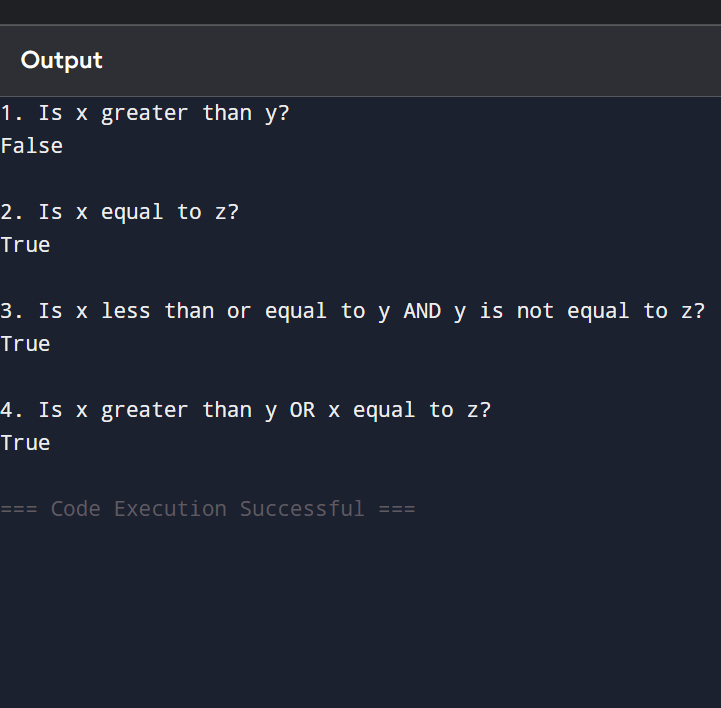 Output
1. Is x greater than y?
False
2. Is x equal to z?
True
3. Is x less than or equal to y AND y is not equal to z?
True
4. Is x greater than y OR x equal to z?
True
=== Code Execution Successful ===